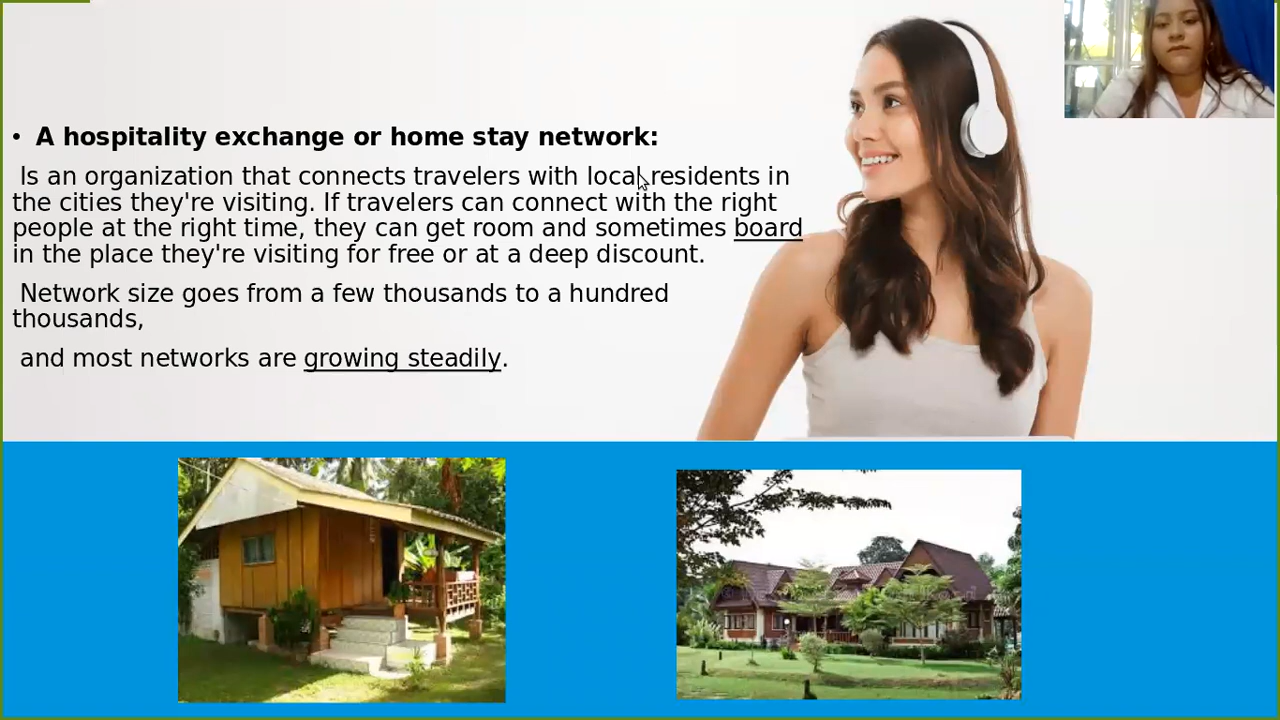 • A hospitality exchange or home stay network:
Is an organization that connects travelers with local residents in
the cities they're visiting. If travelers can connect with the right
people at the right time, they can get room and sometimes board
in the place they're visiting for free or at a deep discount.
Network size goes from a few thousands to a hundred
thousands,
and most networks are growing steadily.